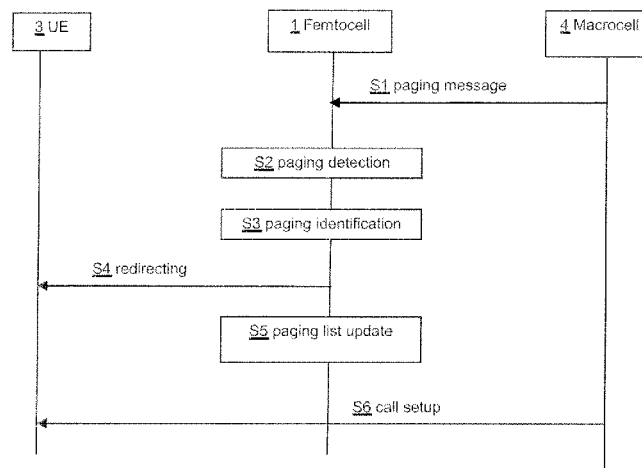 3 UE
1 Femtocell
4 Macrocell
S1 paging message
S2 paging detection
S3 paging identification
S4 redirecting
S5 paging list update
S6 call setup